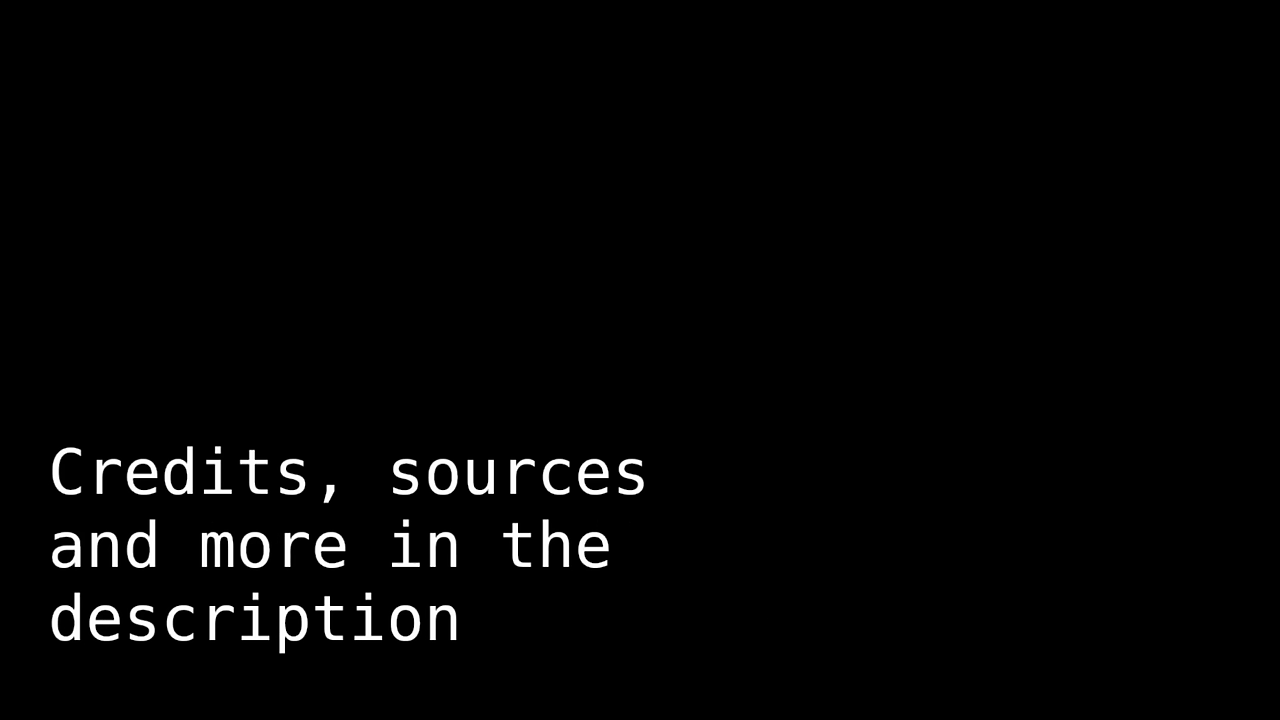 Credits, sources
and more in the
description